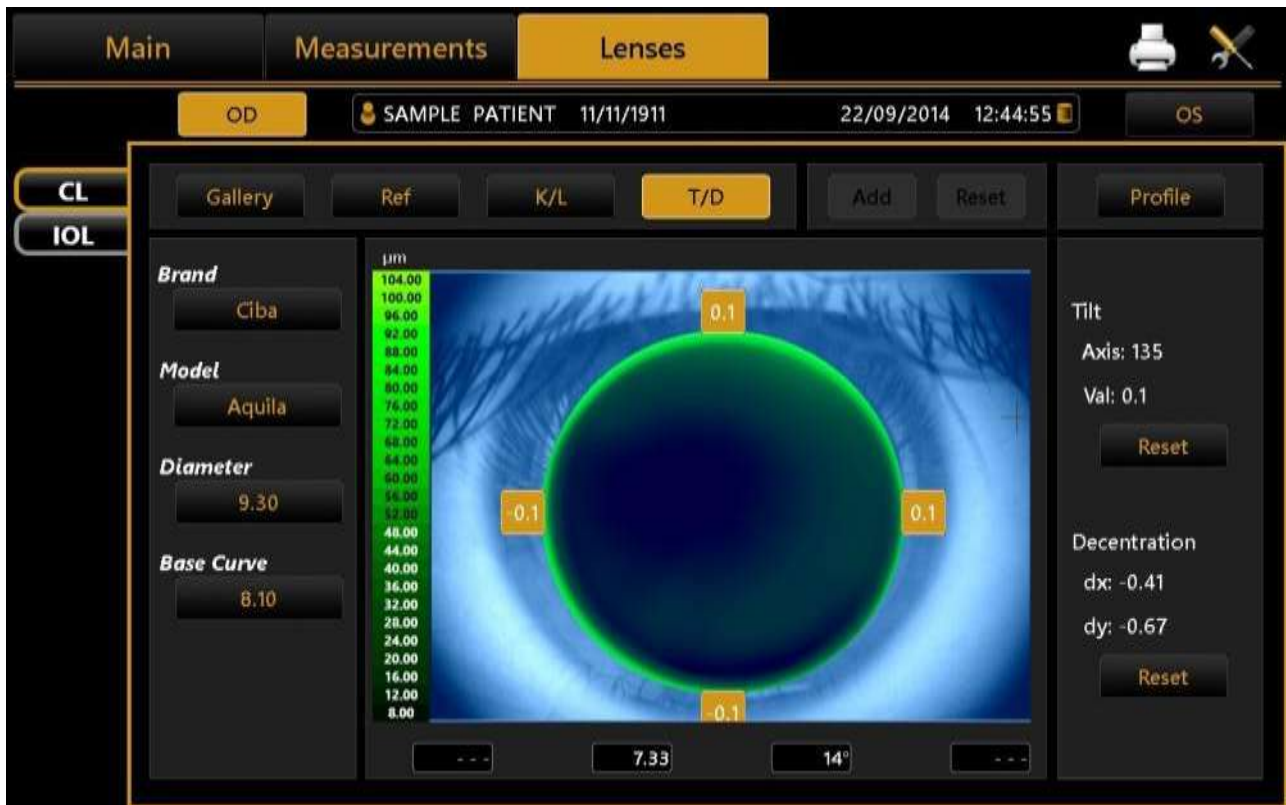 Main Measurements Lenses
OD SAMPLE PATIENT 11/11/1911 22/09/2014 12:44:55 OS
CL
IOL
Gallery Ref K/L T/D Add Reset Profile
Brand
Ciba
Model
Aquila
Diameter
9.30
Base Curve
8.10
µm
104.00
100.00
96.00
92.00
88.00
84.00
80.00
76.00
72.00
68.00
64.00
60.00
56.00
52.00
48.00
44.00
40.00
36.00
32.00
28.00
24.00
20.00
16.00
12.00
8.00
0.1
-0.1
0.1
-0.1
- - - 7.33 14° - - -
Tilt
Axis: 135
Val: 0.1
Reset
Decentration
dx: -0.41
dy: -0.67
Reset